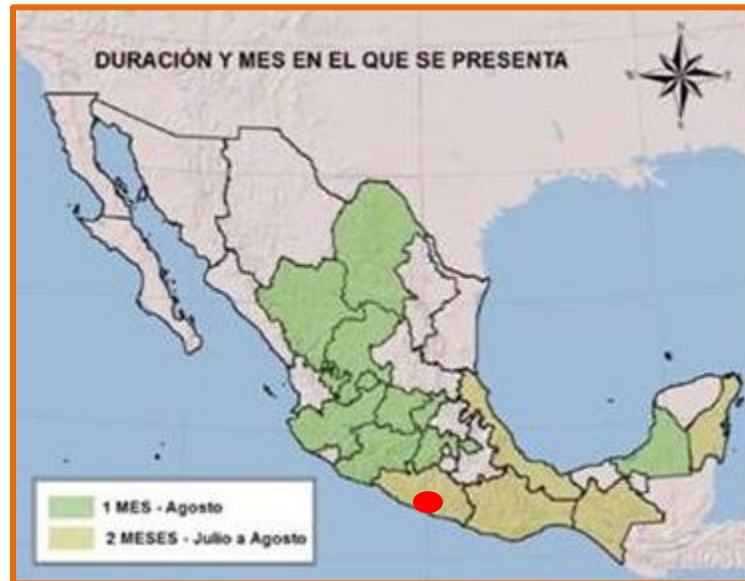 DURACIÓN Y MES EN EL QUE SE PRESENTA
N
S
1 MES - Agosto
2 MESES - Julio a Agosto